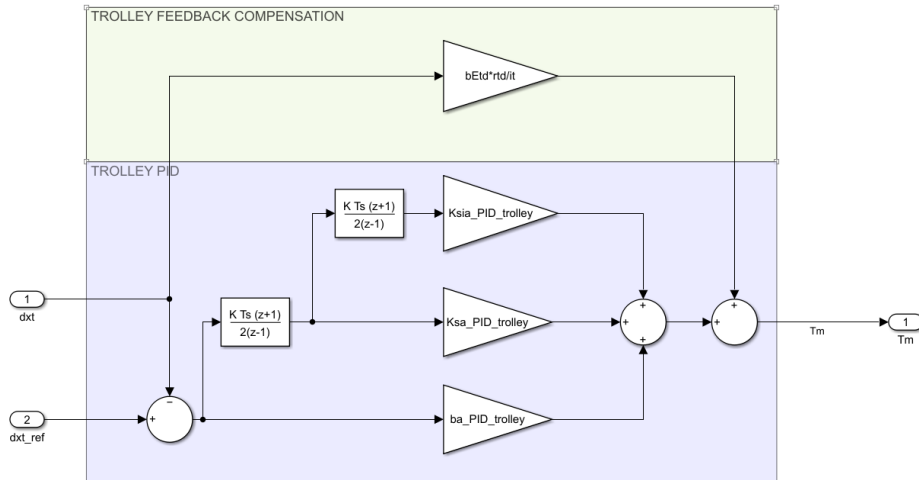 TROLLEY FEEDBACK COMPENSATION
bEtd*rtd/it
TROLLEY PID
K Ts (z+1)
2(z-1)
Ksia_PID_trolley
1
dxt
K Ts (z+1)
2(z-1)
Ksa_PID_trolley
+
+
+
+
+
Tm
1
Tm
2
dxt_ref
+
−
ba_PID_trolley